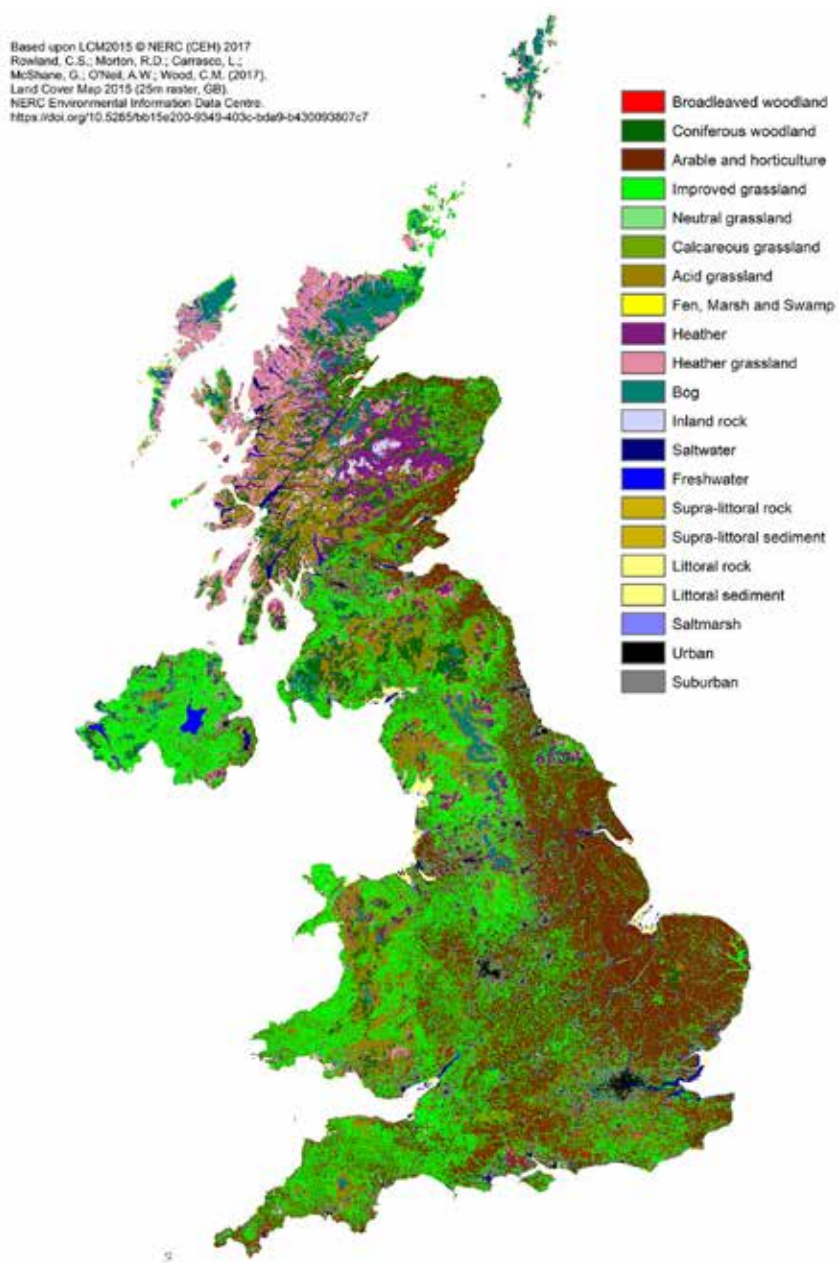 Based upon LCM2015 © NERC (CEH) 2017
Rowland, C.S.; Morton, R.D.; Carrasco, L.;
McShane, G.; O'Neil, A.W.; Wood, C.M. (2017).
Land Cover Map 2015 (25m raster, GB).
NERC Environmental Information Data Centre.
https://doi.org/10.5285/bb15e200-9349-403c-bda9-b430093807c7
Broadleaved woodland
Coniferous woodland
Arable and horticulture
Improved grassland
Neutral grassland
Calcareous grassland
Acid grassland
Fen, Marsh and Swamp
Heather
Heather grassland
Bog
Inland rock
Saltwater
Freshwater
Supra-littoral rock
Supra-littoral sediment
Littoral rock
Littoral sediment
Saltmarsh
Urban
Suburban